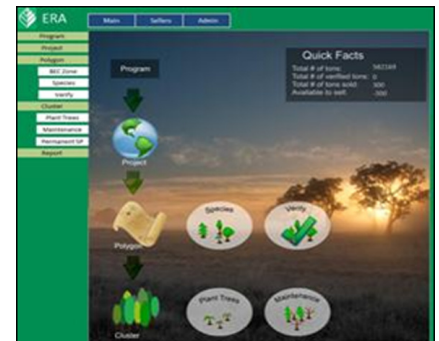 ERA
Main Sellers Admin
Program
Project
Polygon
BEC Zone
Species
Verify
Cluster
Plant Trees
Maintenance
Permanent SP
Report
Quick Facts
Total # of tons: 982169
Total # of verified tons: 0
Total # of tons sold: 300
Available to sell: -300
Program
Project
Polygon
Species
Verify
Cluster
Plant Trees
Maintenance